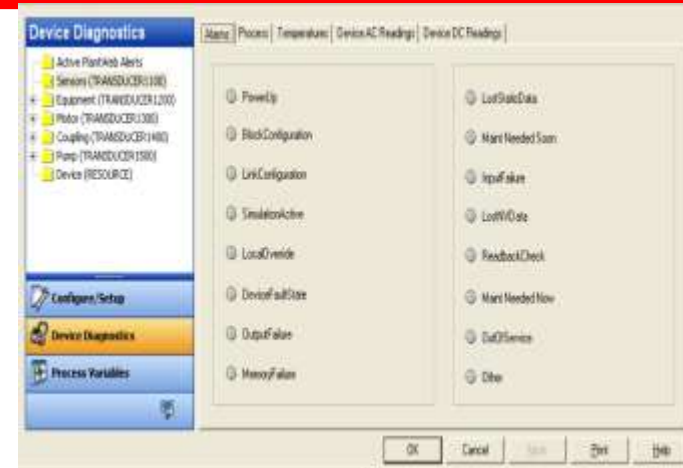 Device Diagnostics
Alerts Process Temperatures Device AC Readings Device DC Readings
Active PlantWeb Alerts
Sensors (TRANSDUCER1100)
Equipment (TRANSDUCER1200)
Motor (TRANSDUCER1300)
Coupling (TRANSDUCER1400)
Pump (TRANSDUCER1500)
Device (RESOURCE)
PowerUp
BlockConfiguration
LinkConfiguration
SimulationActive
LocalOverride
DeviceFaultState
OutputFailure
MemoryFailure
LostStaticData
Maint Needed Soon
InputFailure
LostNVData
ReadbackCheck
Maint Needed Now
OutOfService
Other
Configure/Setup
Device Diagnostics
Process Variables
OK Cancel Print Help